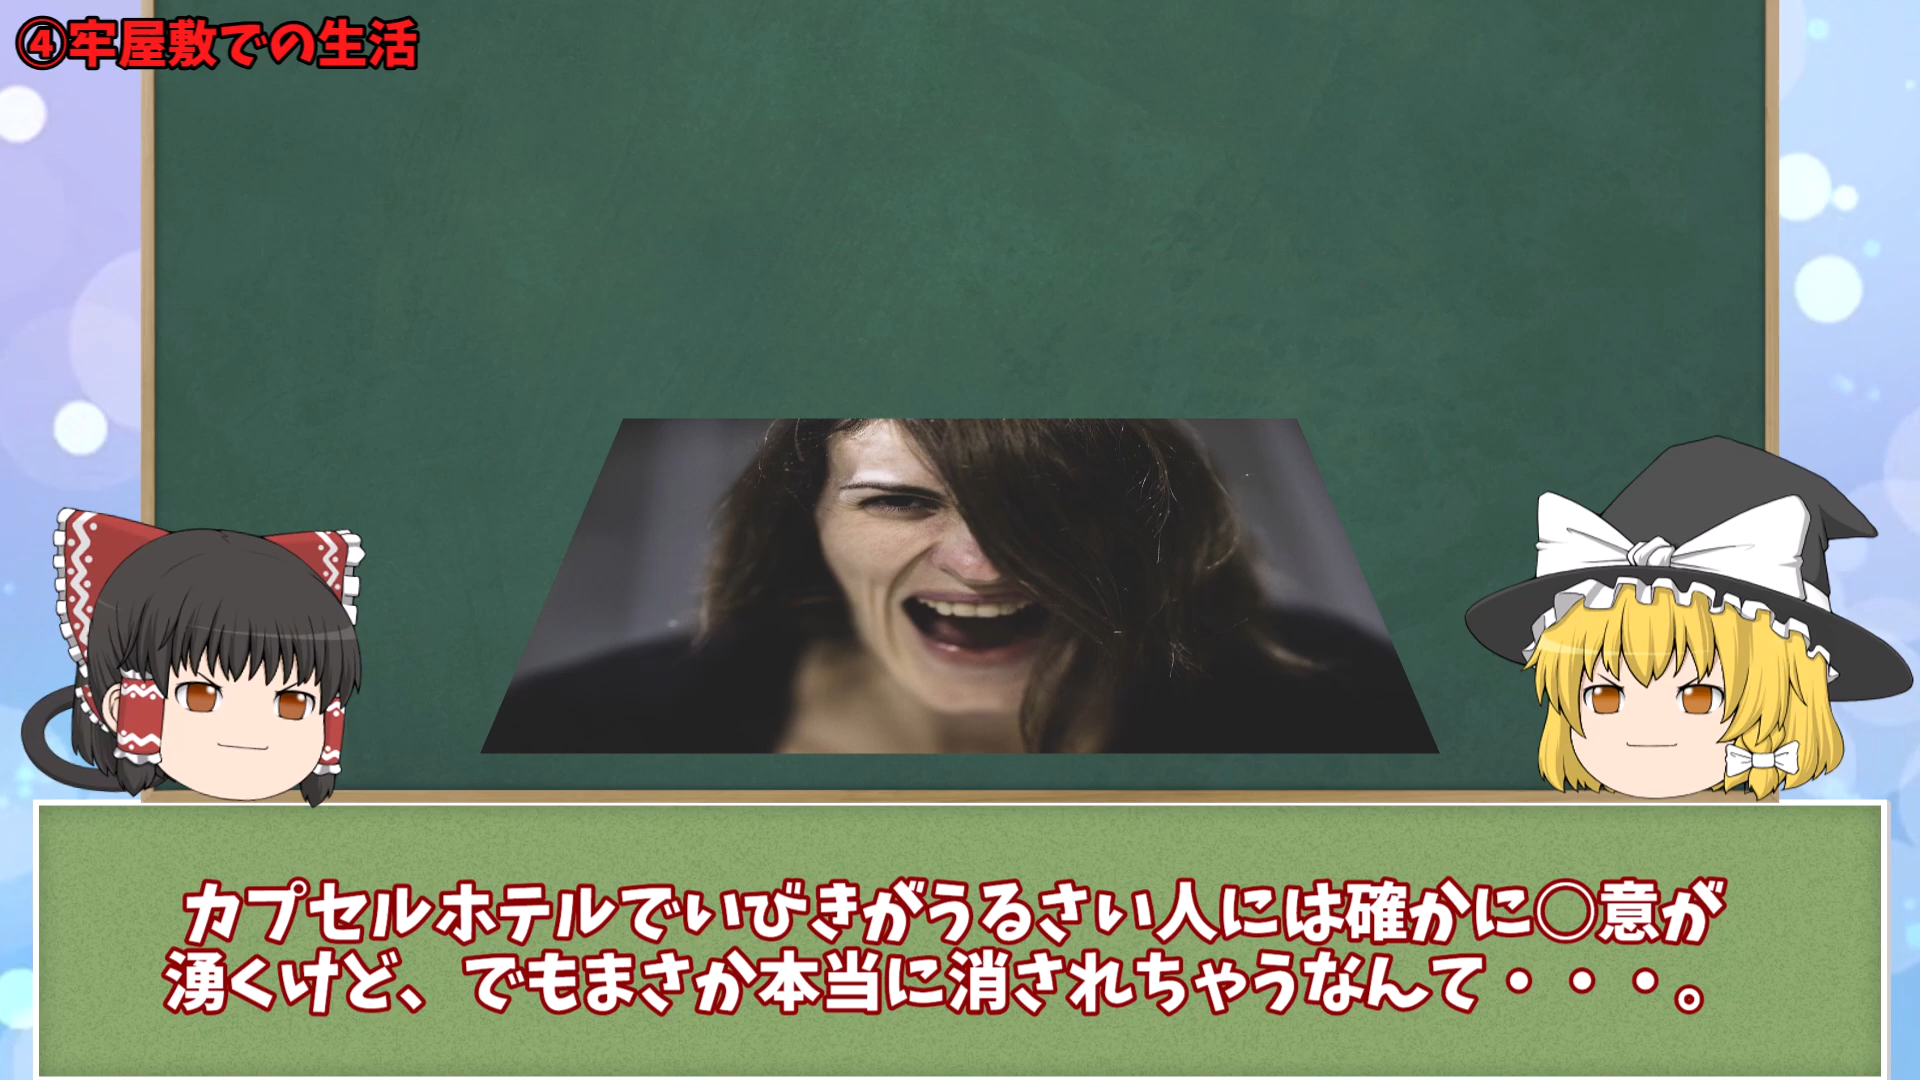 ④牢屋敷での生活
カプセルホテルでいびきがうるさい人には確かに○意が
湧くけど、でもまさか本当に消されちゃうなんて・・・。